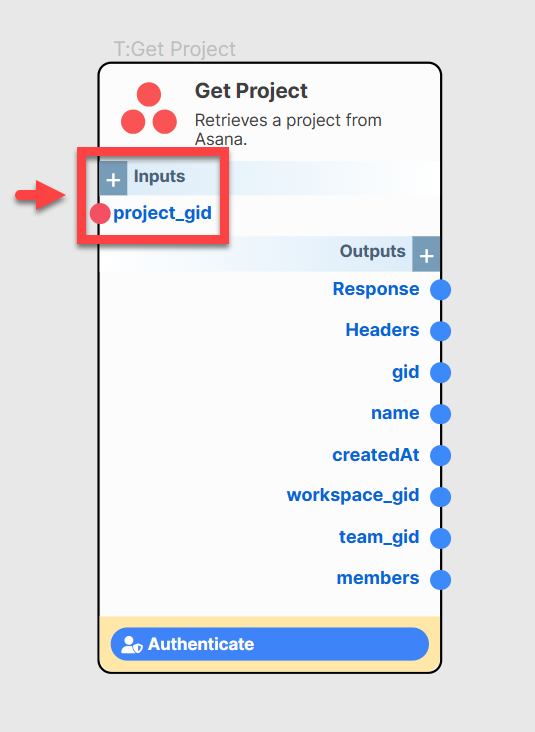 T:Get Project
Get Project
Retrieves a project from
Asana.
+ Inputs
project_gid
Outputs +
Response
Headers
gid
name
createdAt
workspace_gid
team_gid
members
Authenticate